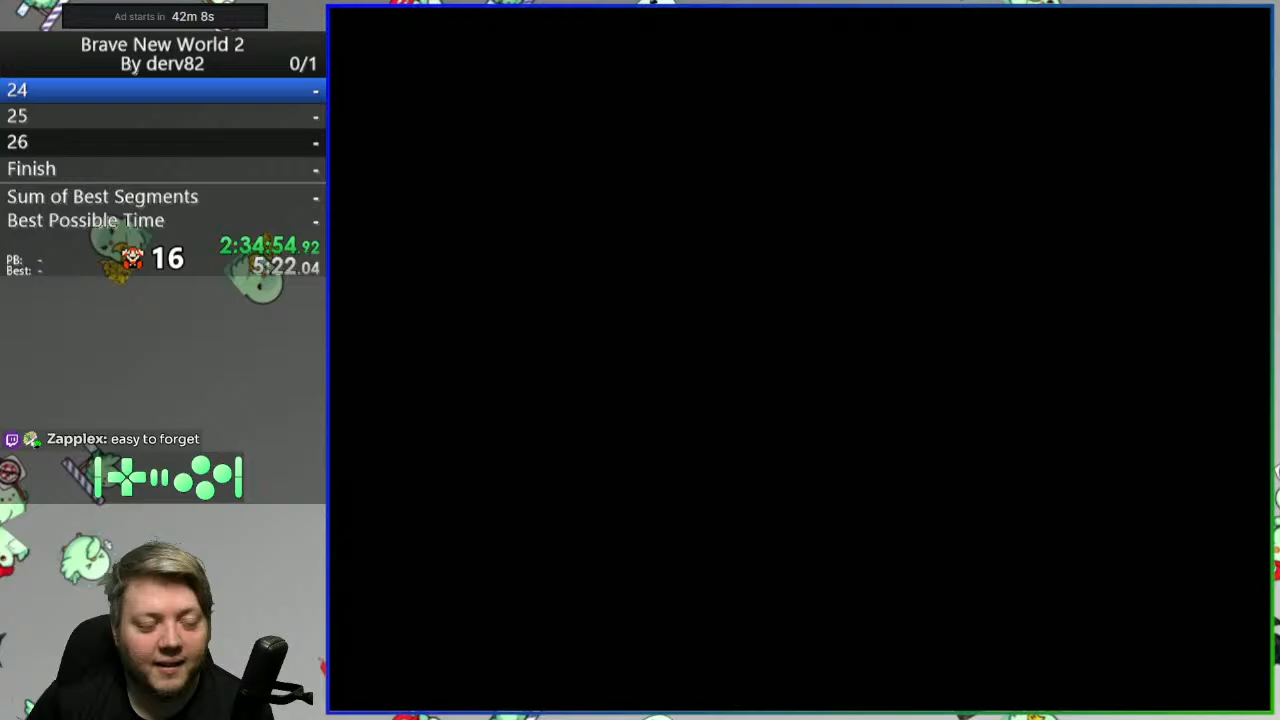 Ad starts in 42m 8s
Brave New World 2
By derv82 0/1
24 -
25 -
26 -
Finish -
Sum of Best Segments -
Best Possible Time -
PB: -
Best: -
16
2:34:54.92
5:22.04
Zapplex: easy to forget